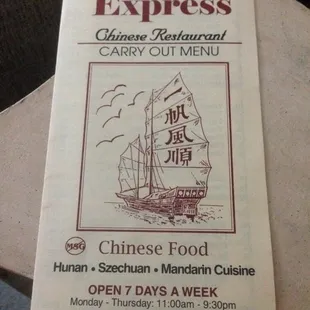 Express
Chinese Restaurant
CARRY OUT MENU
一帆風順
MSG
Chinese Food
Hunan • Szechuan • Mandarin Cuisine
OPEN 7 DAYS A WEEK
Monday - Thursday: 11:00am - 9:30pm